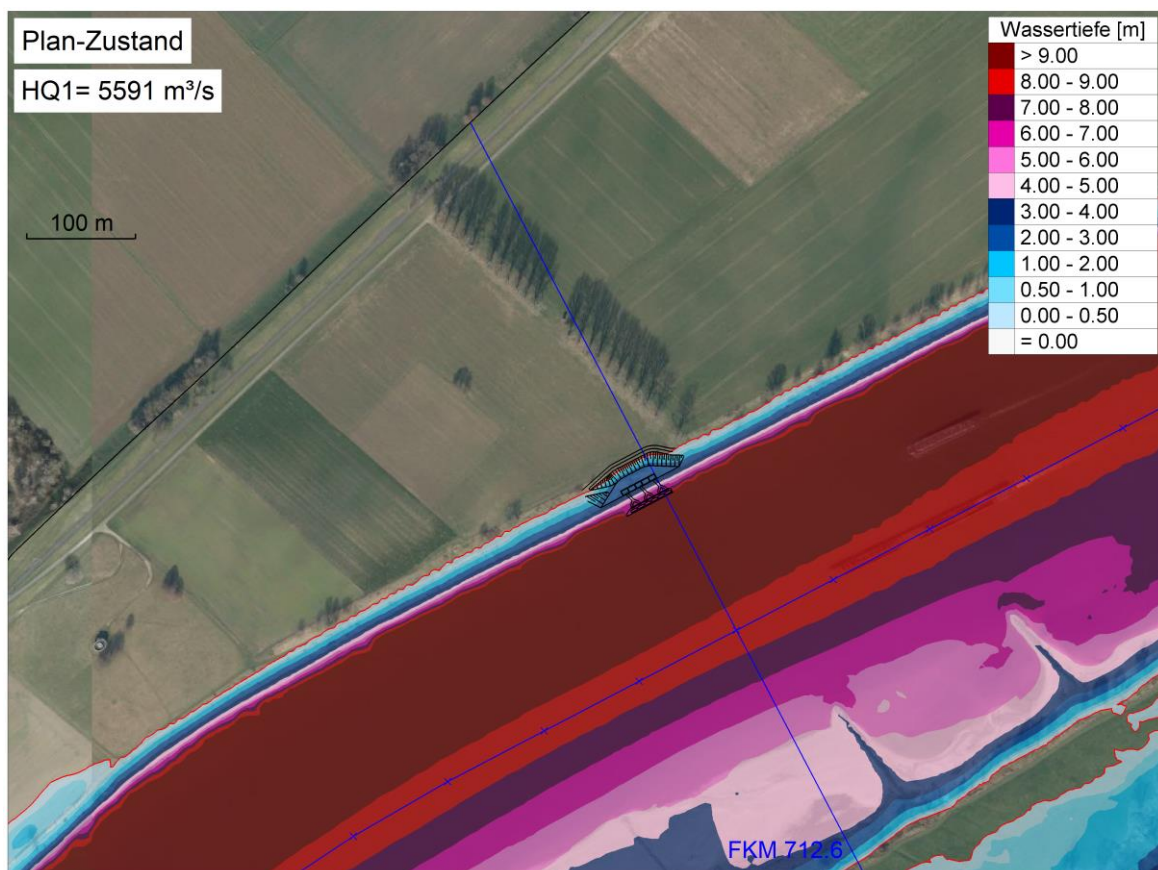 Plan-Zustand
HQ1= 5591 m³/s
100 m
Wassertiefe [m]
> 9.00
8.00 - 9.00
7.00 - 8.00
6.00 - 7.00
5.00 - 6.00
4.00 - 5.00
3.00 - 4.00
2.00 - 3.00
1.00 - 2.00
0.50 - 1.00
0.00 - 0.50
= 0.00
FKM 712.6